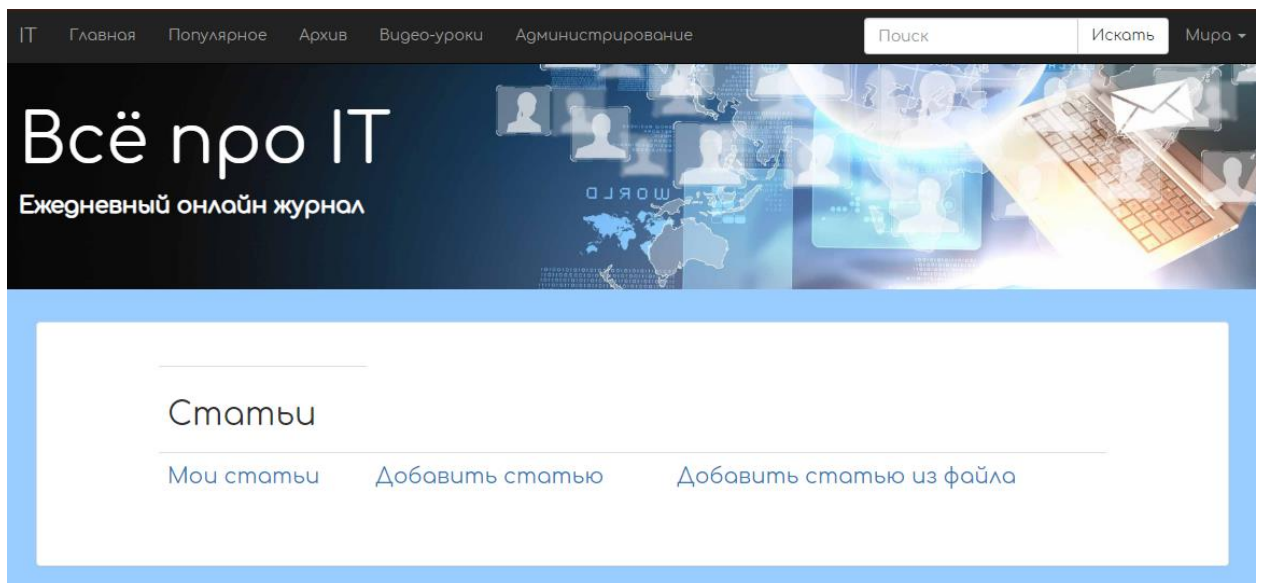 IT Главная Популярное Архив Видео-уроки Администрирование Поиск Искать Мира
Всё про IT
Ежедневный онлайн журнал
WORLD
Статьи
Мои статьи Добавить статью Добавить статью из файла